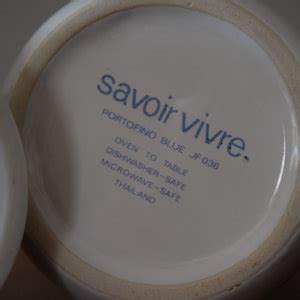 savoir vivre.
PORTOFINO BLUE JF036
OVEN TO TABLE
DISHWASHER-SAFE
MICROWAVE-SAFE
THAILAND